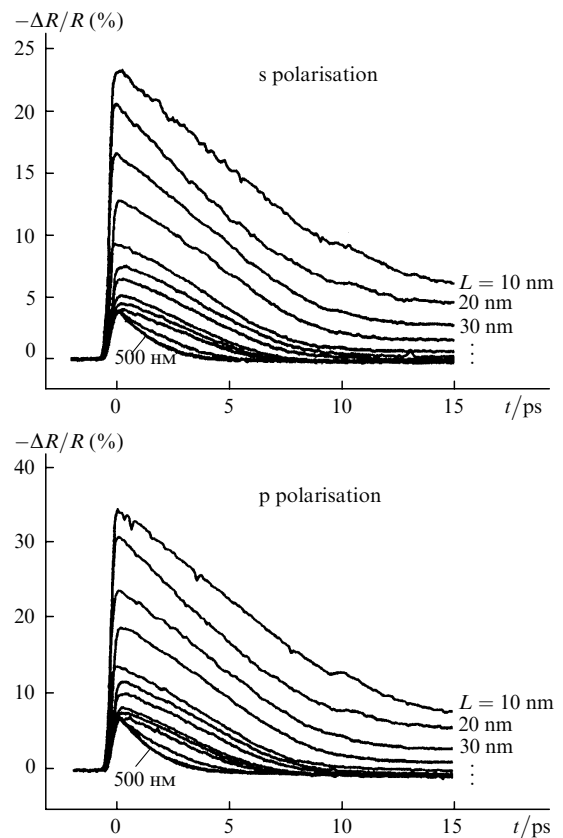 −ΔR/R (%)
25
s polarisation
20
15
10
L = 10 nm
5
20 nm
30 nm
0
500 нм
⋮
0 5 10 15 t/ps
−ΔR/R (%)
40
p polarisation
30
20
10
L = 10 nm
20 nm
30 nm
0
500 нм
⋮
0 5 10 15 t/ps